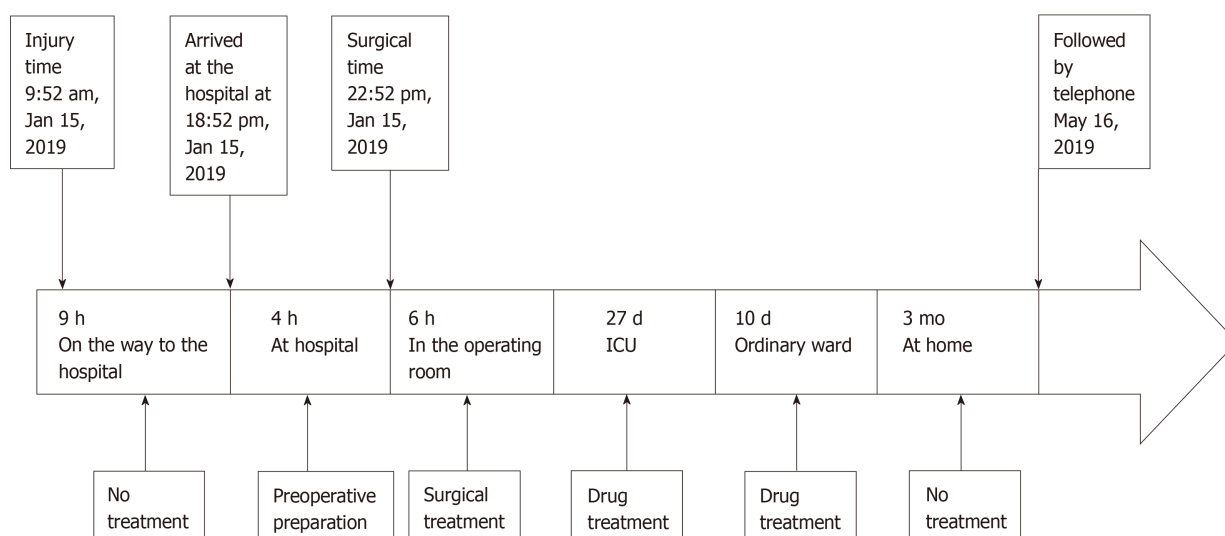 Injury
time
9:52 am,
Jan 15,
2019
Arrived
at the
hospital at
18:52 pm,
Jan 15,
2019
Surgical
time
22:52 pm,
Jan 15,
2019
Followed
by
telephone
May 16,
2019
9 h
On the way to the
hospital
4 h
At hospital
6 h
In the operating
room
27 d
ICU
10 d
Ordinary ward
3 mo
At home
No
treatment
Preoperative
preparation
Surgical
treatment
Drug
treatment
Drug
treatment
No
treatment